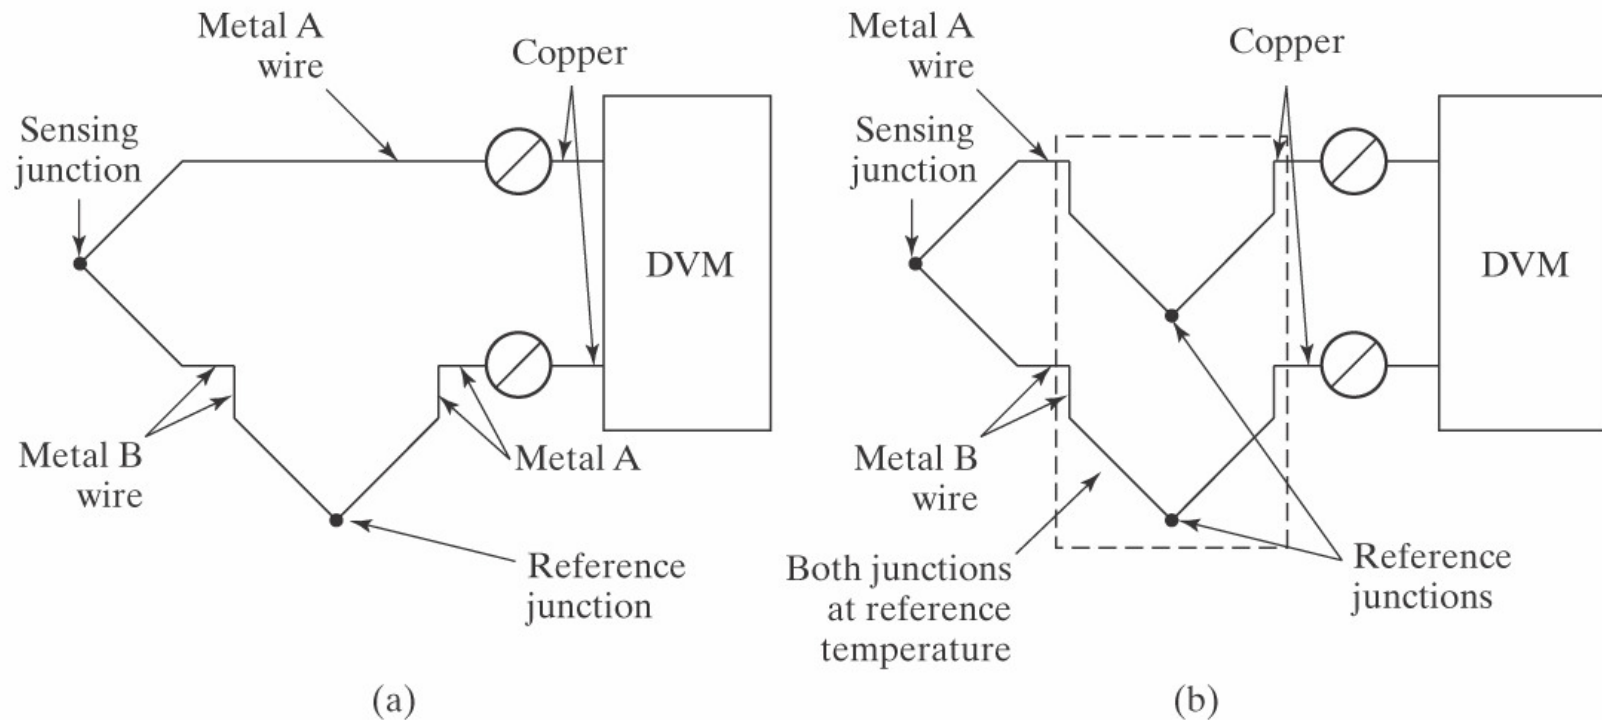 Metal A
wire
Copper
Sensing
junction
DVM
Metal B
wire
Metal A
Reference
junction
(a)
Metal A
wire
Copper
Sensing
junction
DVM
Metal B
wire
Both junctions
at reference
temperature
Reference
junctions
(b)